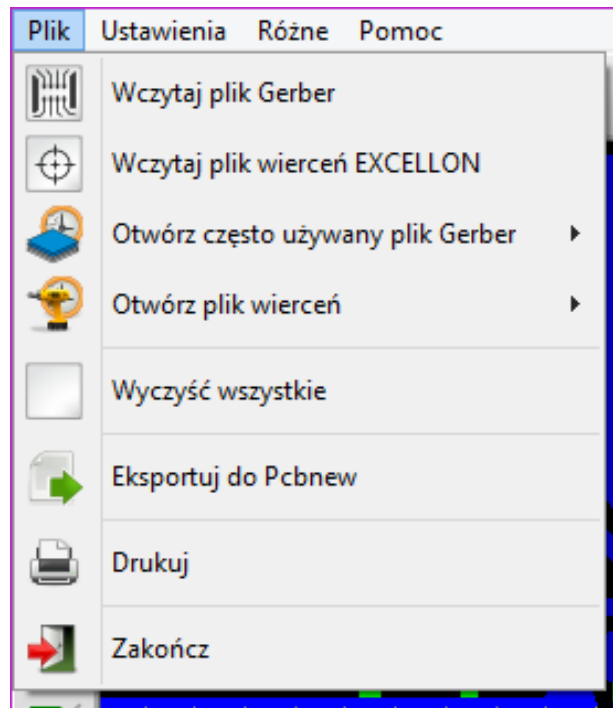 Plik Ustawienia Różne Pomoc
Wczytaj plik Gerber
Wczytaj plik wierceń EXCELLON
Otwórz często używany plik Gerber
Otwórz plik wierceń
Wyczyść wszystkie
Eksportuj do Pcbnew
Drukuj
Zakończ